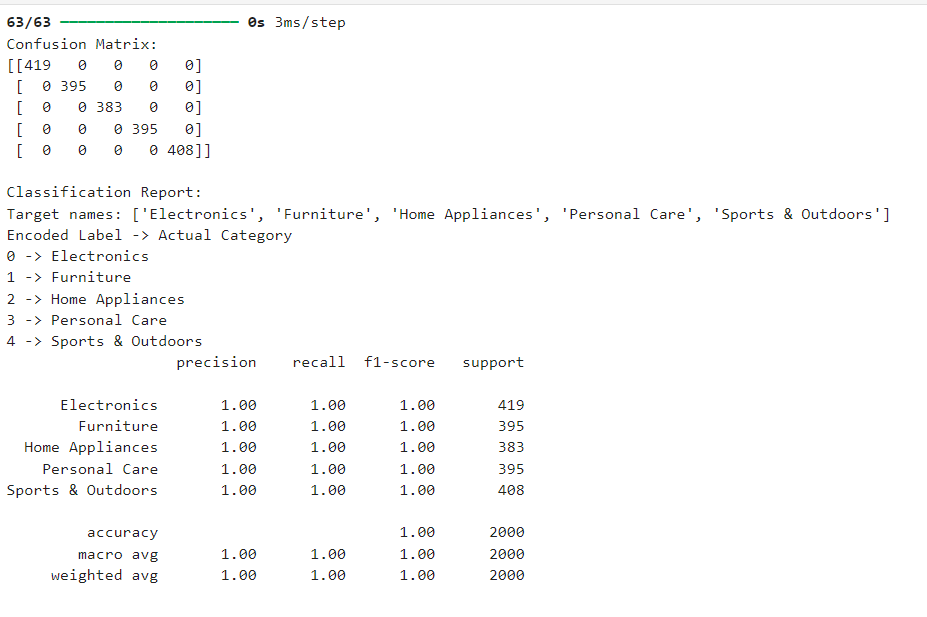 63/63 ━━━━━━━━━━━━━━━━━━━━ 0s 3ms/step
Confusion Matrix:
[[419   0   0   0   0]
 [  0 395   0   0   0]
 [  0   0 383   0   0]
 [  0   0   0 395   0]
 [  0   0   0   0 408]]
Classification Report:
Target names: ['Electronics', 'Furniture', 'Home Appliances', 'Personal Care', 'Sports & Outdoors']
Encoded Label -> Actual Category
0 -> Electronics
1 -> Furniture
2 -> Home Appliances
3 -> Personal Care
4 -> Sports & Outdoors
                   precision    recall  f1-score   support
      Electronics       1.00      1.00      1.00       419
        Furniture       1.00      1.00      1.00       395
  Home Appliances       1.00      1.00      1.00       383
    Personal Care       1.00      1.00      1.00       395
Sports & Outdoors       1.00      1.00      1.00       408
         accuracy                           1.00      2000
        macro avg       1.00      1.00      1.00      2000
     weighted avg       1.00      1.00      1.00      2000